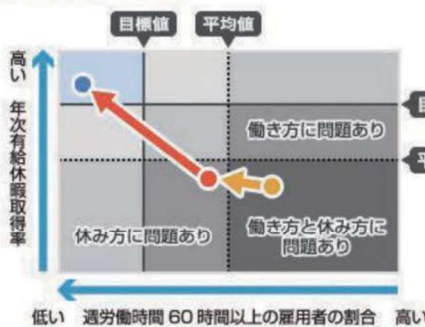 目標値
平均値
高い
年次有給休暇取得率
働き方に問題あり
休み方に問題あり
働き方と休み方に
問題あり
低い 週労働時間 60 時間以上の雇用者の割合 高い